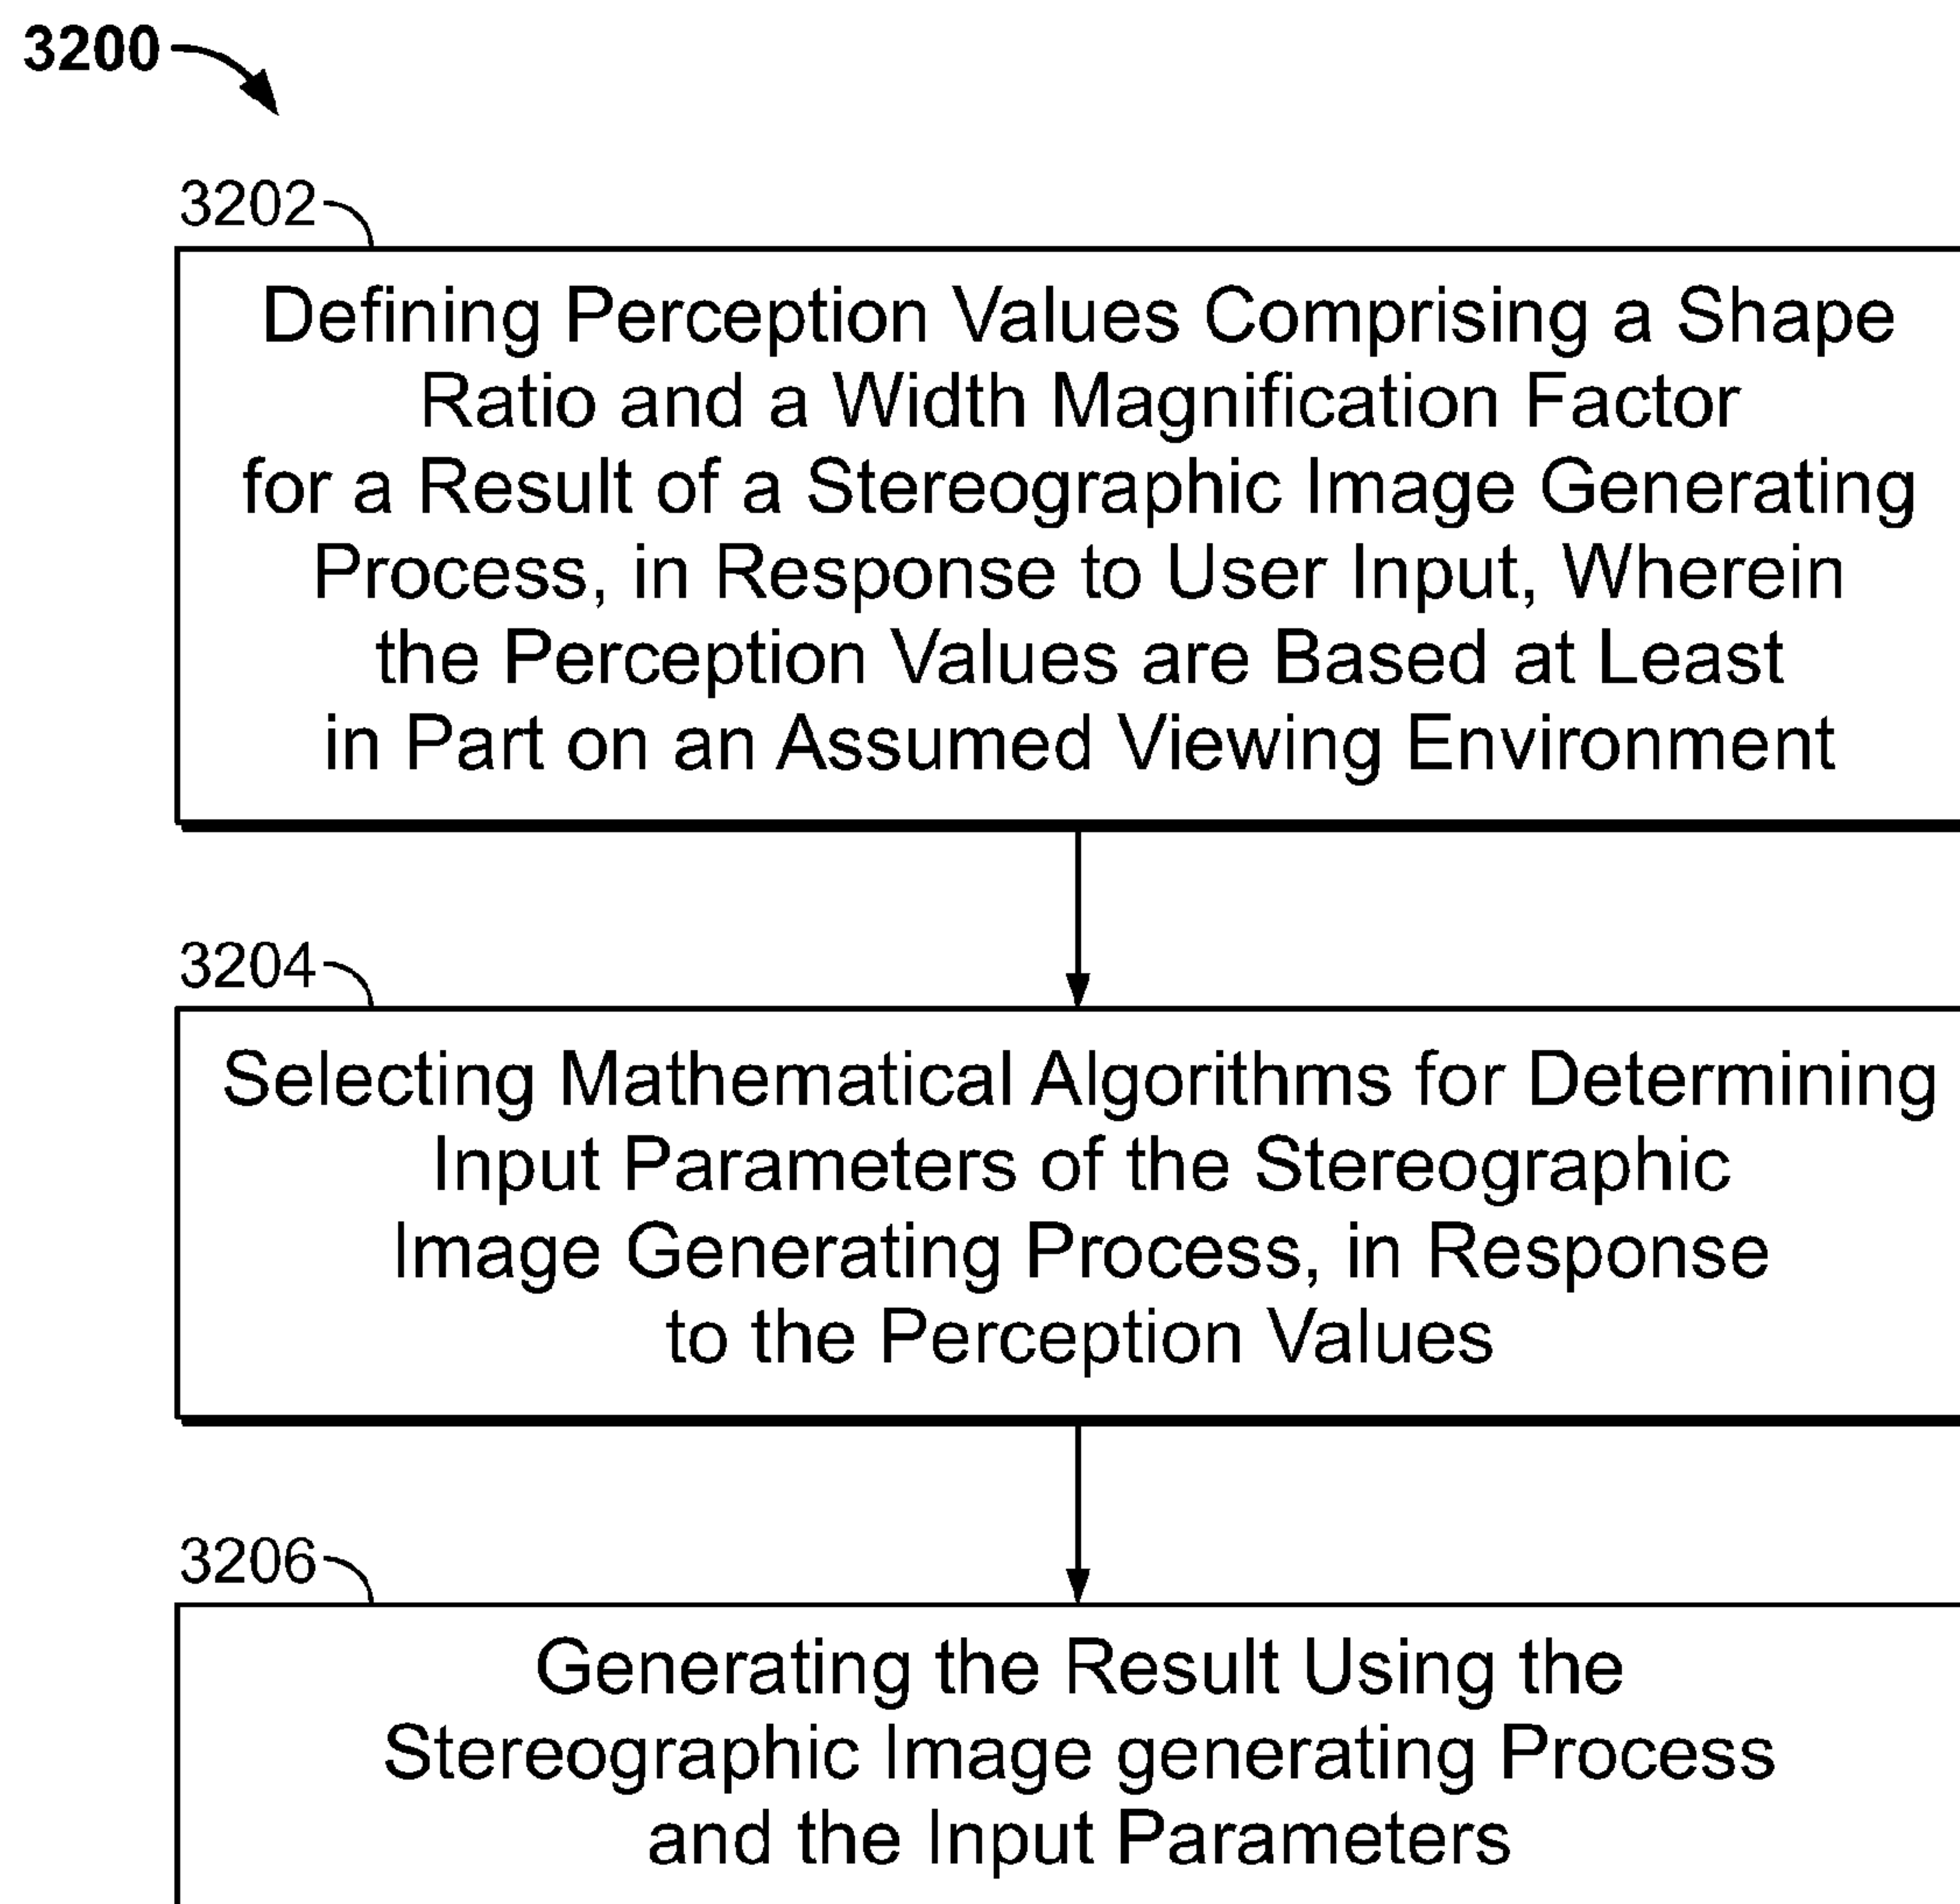 3200
3202
Defining Perception Values Comprising a Shape
Ratio and a Width Magnification Factor
for a Result of a Stereographic Image Generating
Process, in Response to User Input, Wherein
the Perception Values are Based at Least
in Part on an Assumed Viewing Environment
3204
Selecting Mathematical Algorithms for Determining
Input Parameters of the Stereographic
Image Generating Process, in Response
to the Perception Values
3206
Generating the Result Using the
Stereographic Image generating Process
and the Input Parameters